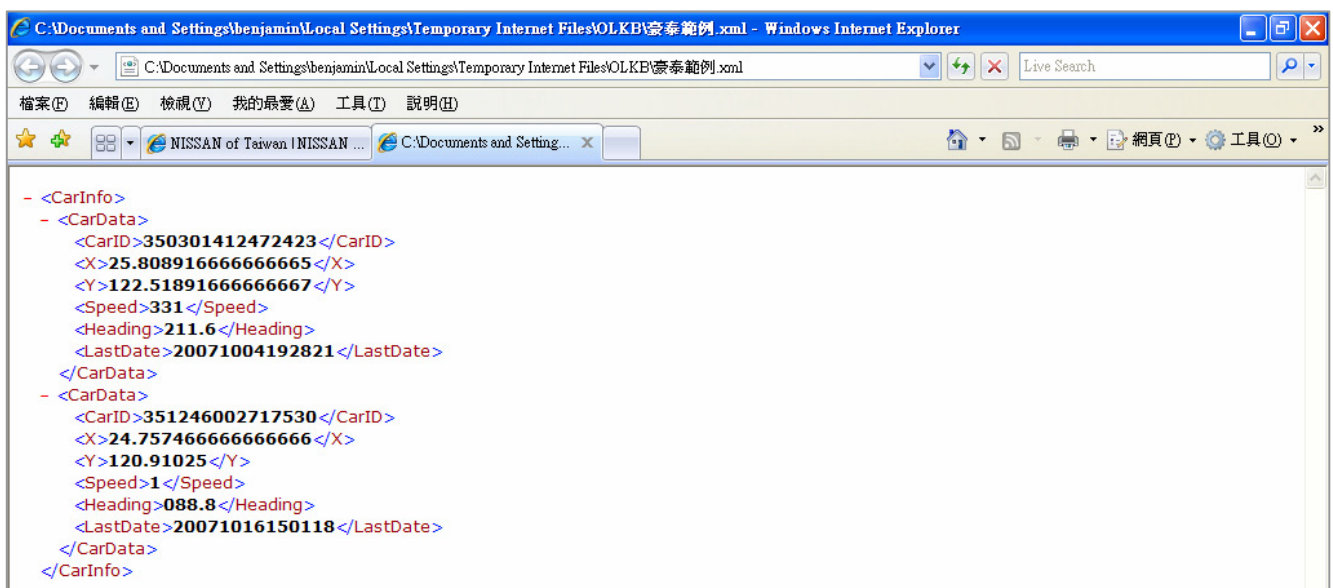 C:\Documents and Settings\benjamin\Local Settings\Temporary Internet Files\OLKB\豪泰範例.xml - Windows Internet Explorer
C:\Documents and Settings\benjamin\Local Settings\Temporary Internet Files\OLKB\豪泰範例.xml Live Search
檔案(F) 編輯(E) 檢視(V) 我的最愛(A) 工具(T) 說明(H)
NISSAN of Taiwan | NISSAN ... C:\Documents and Setting... X 網頁(P) 工具(O) »
- <CarInfo>
- <CarData>
<CarID>350301412472423</CarID>
<X>25.808916666666665</X>
<Y>122.51891666666667</Y>
<Speed>331</Speed>
<Heading>211.6</Heading>
<LastDate>20071004192821</LastDate>
</CarData>
- <CarData>
<CarID>351246002717530</CarID>
<X>24.757466666666666</X>
<Y>120.91025</Y>
<Speed>1</Speed>
<Heading>088.8</Heading>
<LastDate>20071016150118</LastDate>
</CarData>
</CarInfo>